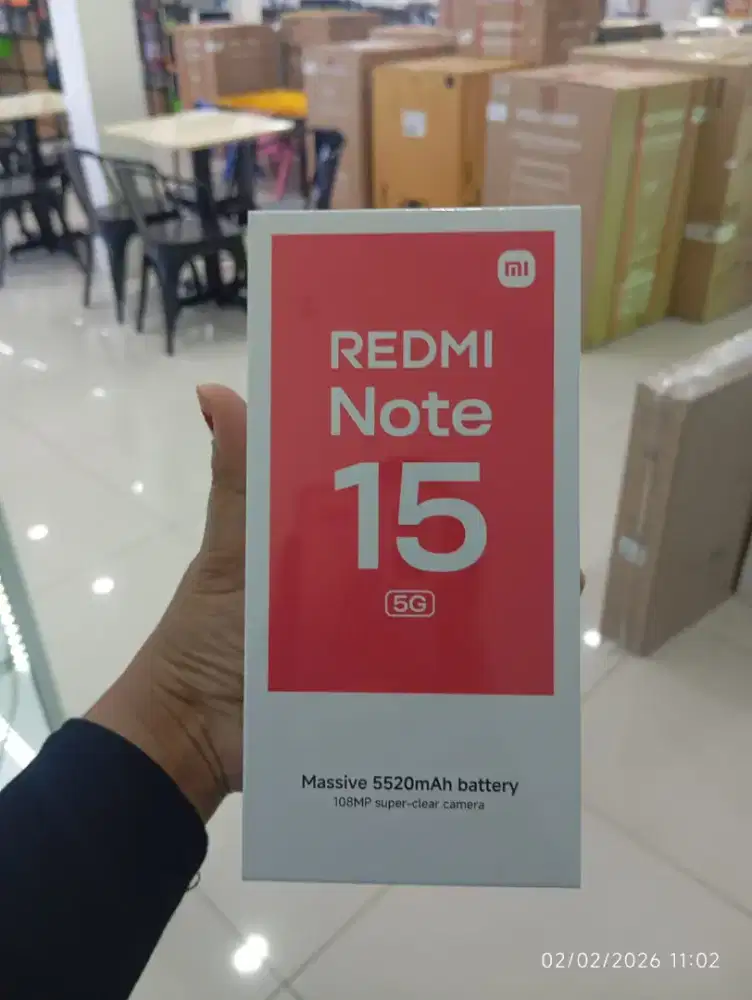 mi
REDMI
Note
15
5G
Massive 5520mAh battery
108MP super-clear camera
02/02/2026 11:02